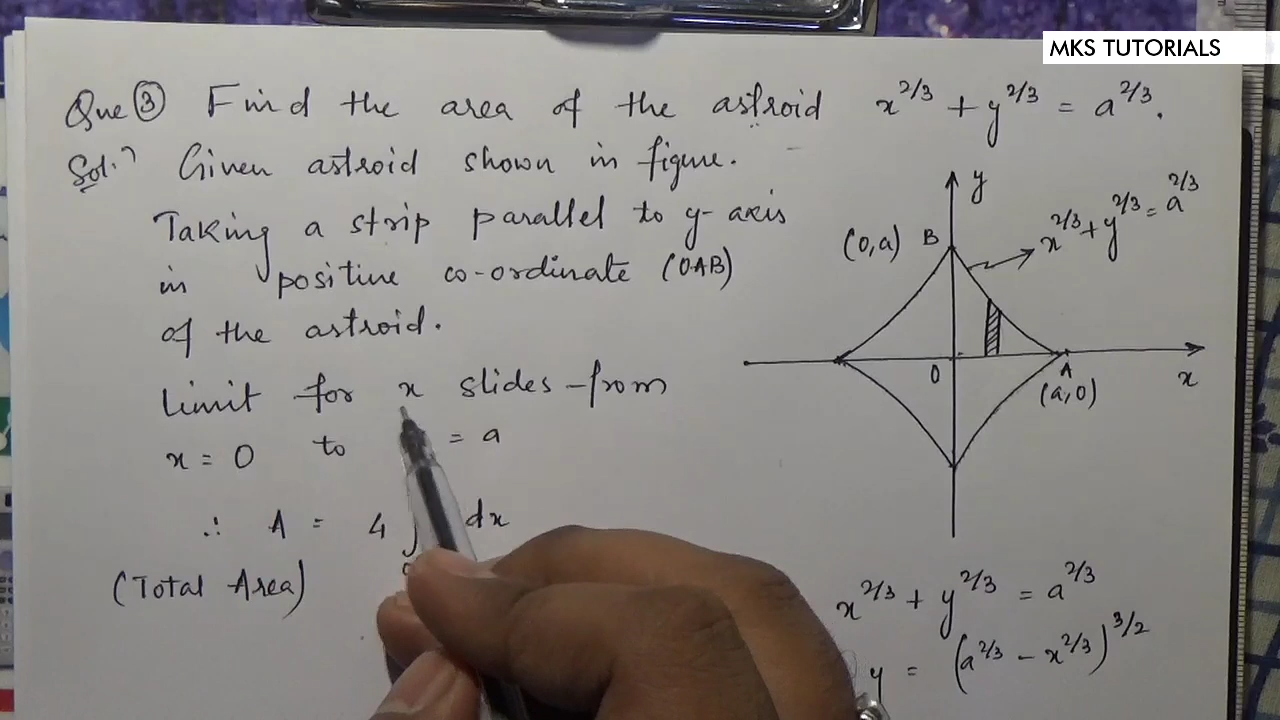 MKS TUTORIALS
Que ③ Find the area of the astroid x^2/3 + y^2/3 = a^2/3.
Sol.ⁿ Given astroid shown in figure.
Taking a strip parallel to y-axis
in positive co-ordinate (OAB)
of the astroid.
Limit for x slides from
x = 0 to = a
∴ A = 4 ∫ dx
(Total Area)
y
x^2/3 + y^2/3 = a^2/3
(0,a) B
O
A
(a,0)
x
x^2/3 + y^2/3 = a^2/3
y = (a^2/3 - x^2/3)^3/2